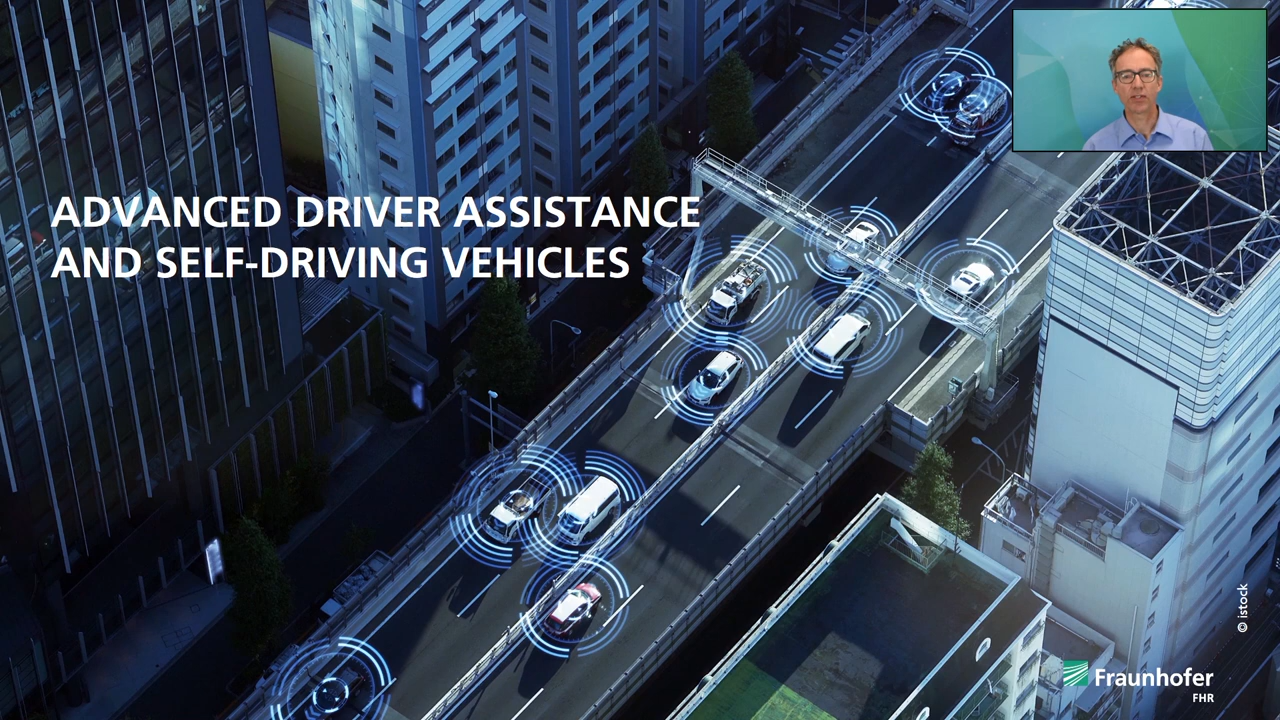 ADVANCED DRIVER ASSISTANCE
AND SELF-DRIVING VEHICLES
© istock
Fraunhofer
FHR